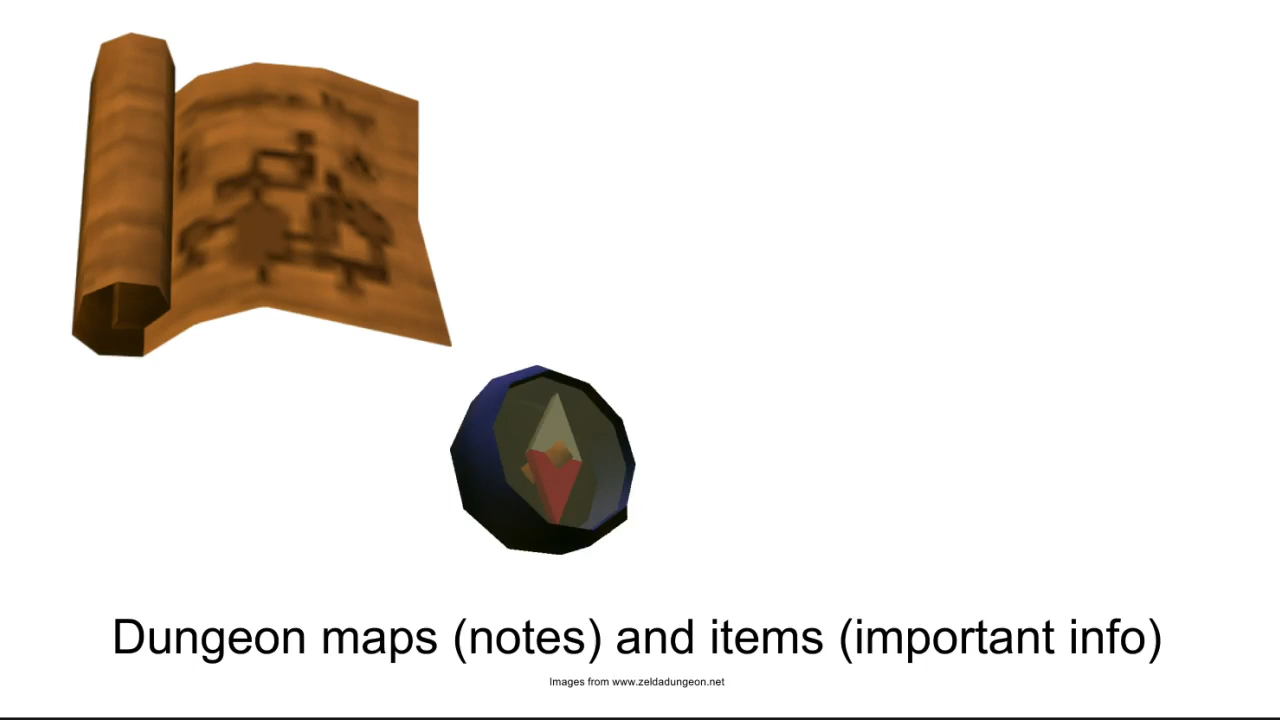 Dungeon maps (notes) and items (important info)
Images from www.zeldadungeon.net